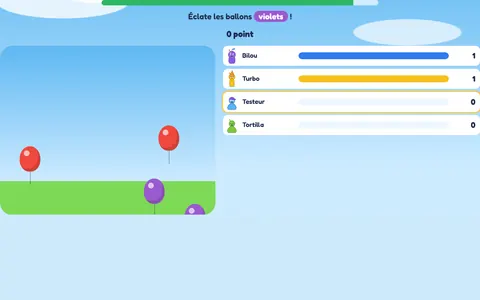 Éclate les ballons violets !
0 point
Bilou 1
Turbo 1
Testeur 0
Tortilla 0